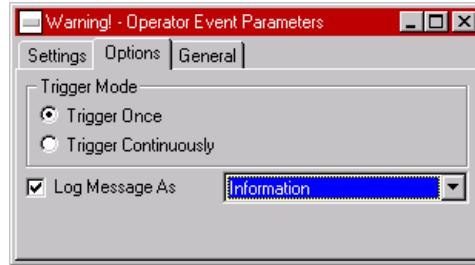 Warning! - Operator Event Parameters
Settings Options General
Trigger Mode
Trigger Once
Trigger Continuously
Log Message As Information